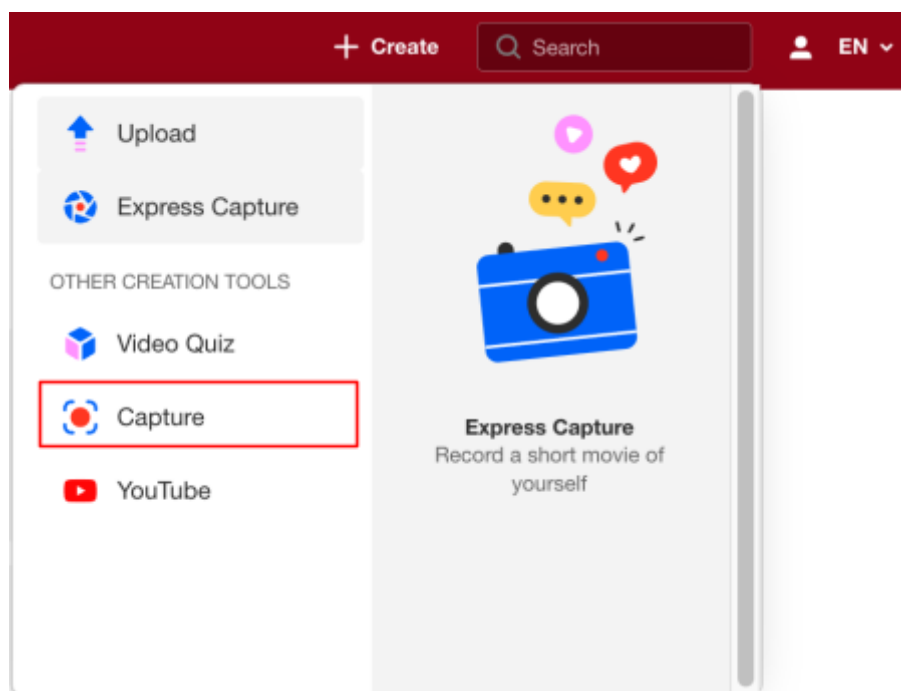 + Create
Search
EN
Upload
Express Capture
OTHER CREATION TOOLS
Video Quiz
Capture
YouTube
Express Capture
Record a short movie of
yourself